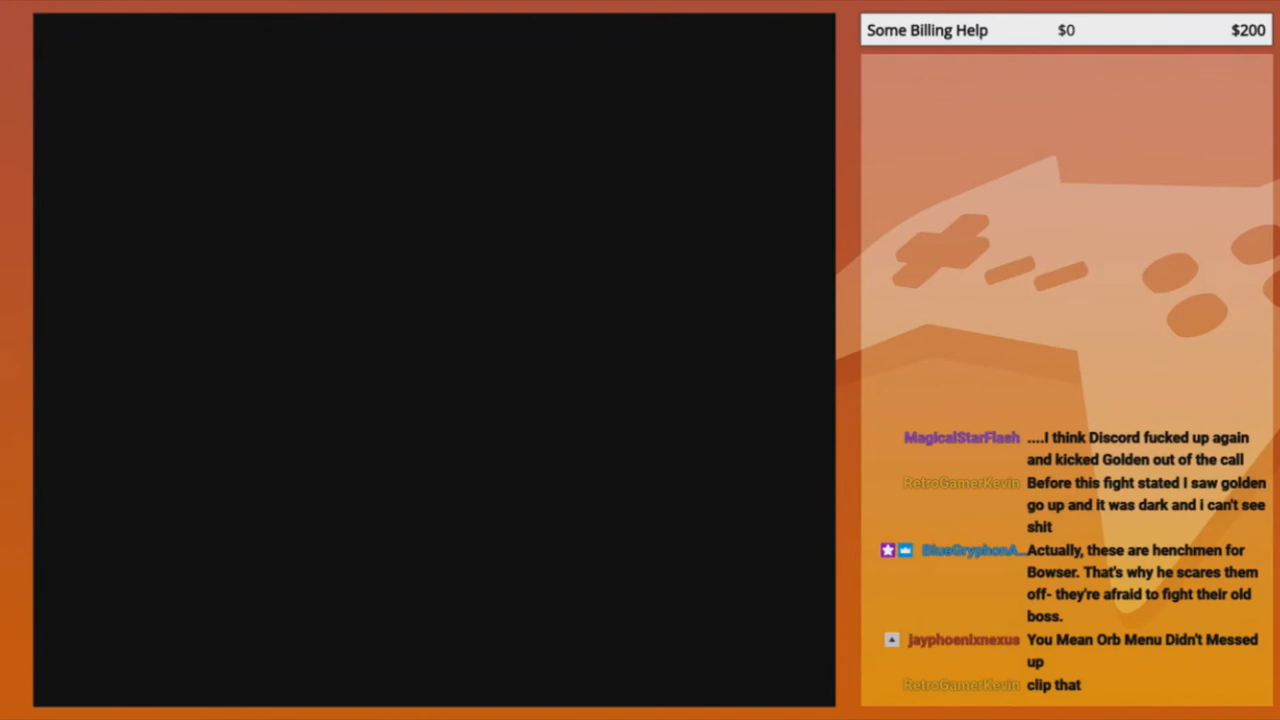 Some Billing Help $0 $200
MagicalStarFlash ....I think Discord fucked up again
and kicked Golden out of the call
RetroGamerKevin Before this fight stated I saw golden
go up and it was dark and i can't see
shit
BlueGryphonA... Actually, these are henchmen for
Bowser. That's why he scares them
off- they're afraid to fight their old
boss.
jayphoenixnexus You Mean Orb Menu Didn't Messed
up
RetroGamerKevin clip that